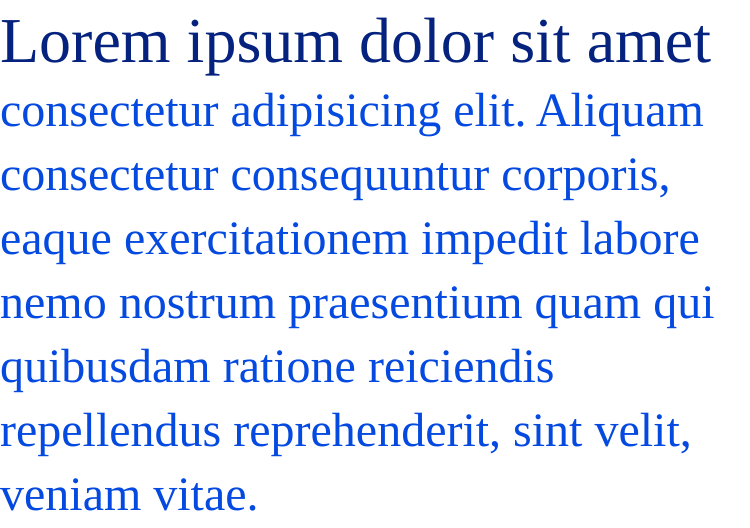 Lorem ipsum dolor sit amet
consectetur adipisicing elit. Aliquam
consectetur consequuntur corporis,
eaque exercitationem impedit labore
nemo nostrum praesentium quam qui
quibusdam ratione reiciendis
repellendus reprehenderit, sint velit,
veniam vitae.